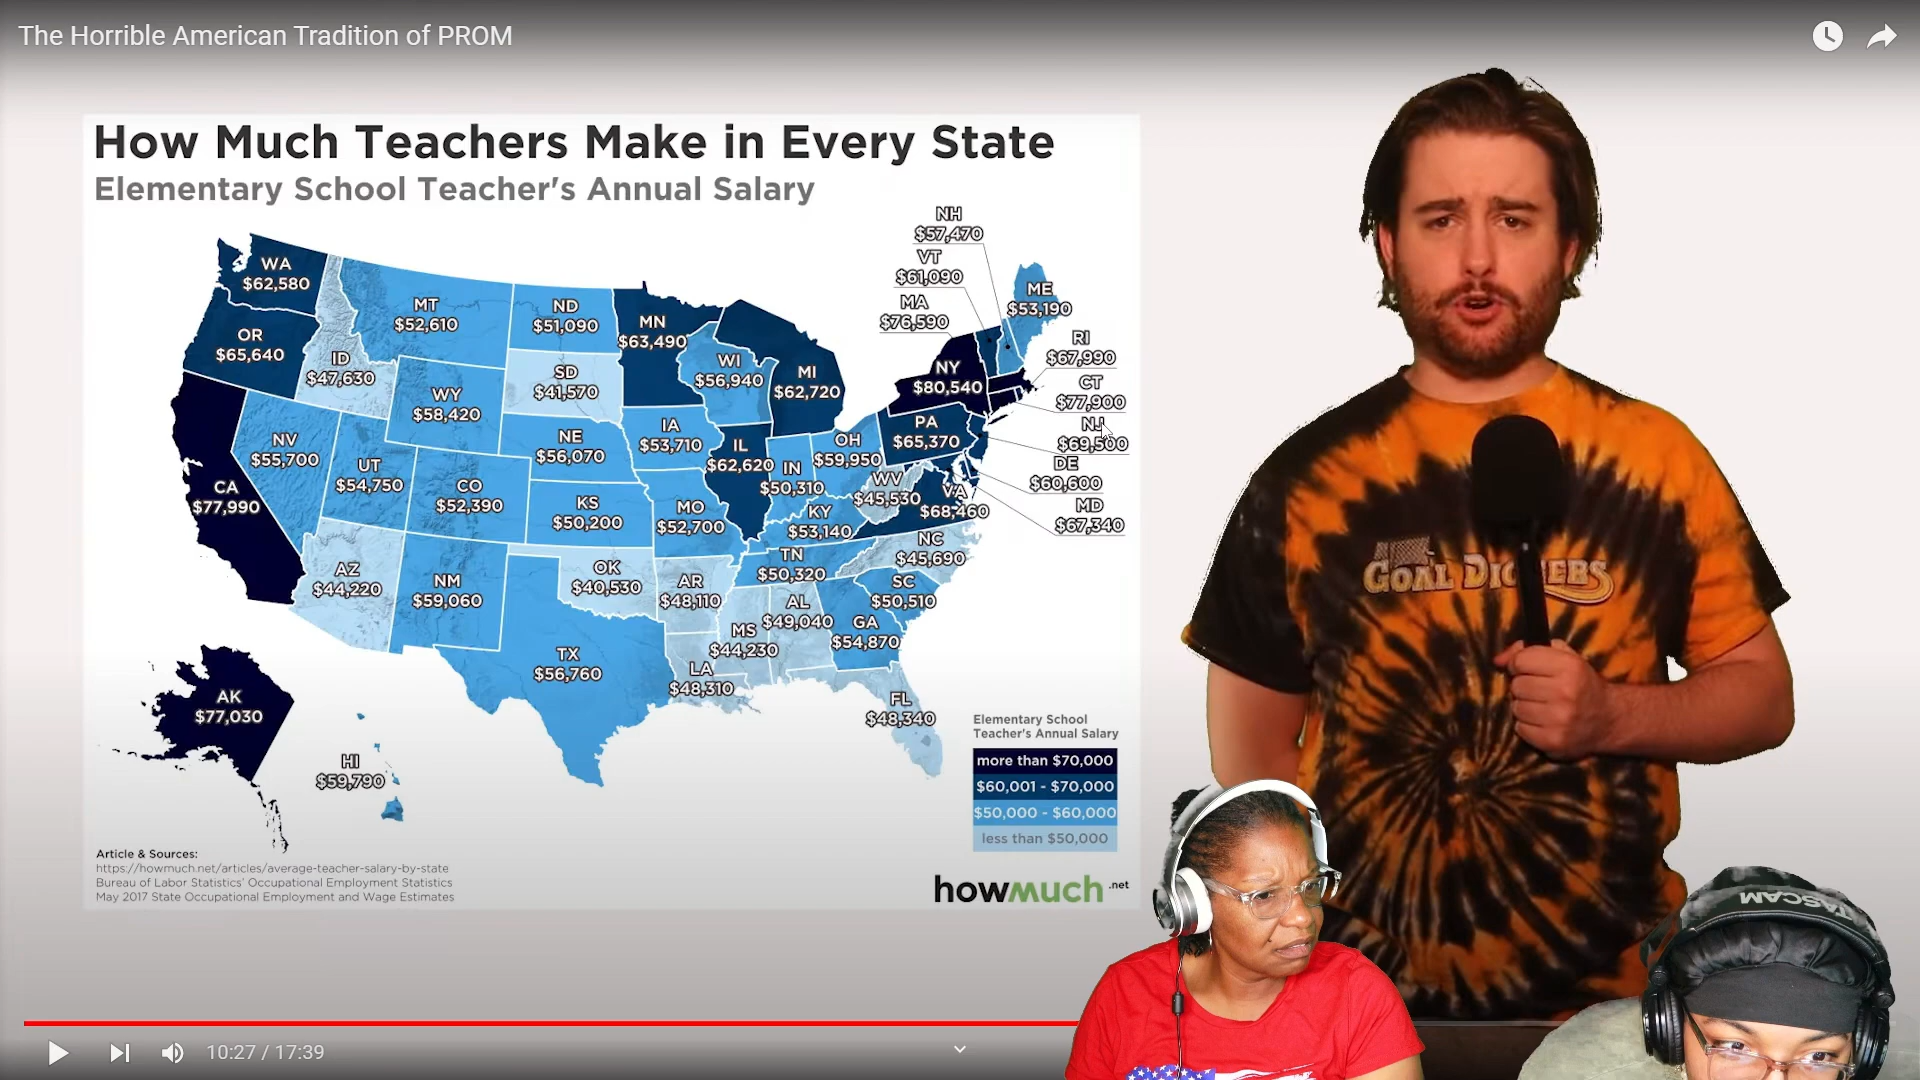 The Horrible American Tradition of PROM
How Much Teachers Make in Every State
Elementary School Teacher's Annual Salary
NH
$57,470
VT
$61,090
MA
$76,590
WA
$62,580
OR
$65,640
ID
$47,630
MT
$52,610
ND
$51,090
MN
$63,490
SD
$41,570
WI
$56,940
MI
$62,720
NY
$80,540
ME
$53,190
RI
$67,990
CT
$77,900
NJ
$69,500
DE
$60,600
MD
$67,340
WY
$58,420
NV
$55,700
UT
$54,750
CO
$52,390
NE
$56,070
IA
$53,710
IL
$62,620
IN
$50,310
OH
$59,950
PA
$65,370
WV
$45,530
VA
$68,460
CA
$77,990
KS
$50,200
MO
$52,700
KY
$53,140
NC
$45,690
TN
$50,320
SC
$50,510
AZ
$44,220
NM
$59,060
OK
$40,530
AR
$48,110
MS
$44,230
AL
$49,040
GA
$54,870
TX
$56,760
LA
$48,310
FL
$48,340
AK
$77,030
HI
$59,790
Elementary School
Teacher's Annual Salary
more than $70,000
$60,001 - $70,000
$50,000 - $60,000
less than $50,000
Article & Sources:
https://howmuch.net/articles/average-teacher-salary-by-state
Bureau of Labor Statistics' Occupational Employment Statistics
May 2017 State Occupational Employment and Wage Estimates
howmuch.net
GOAL
TASCAM
10:27 / 17:39